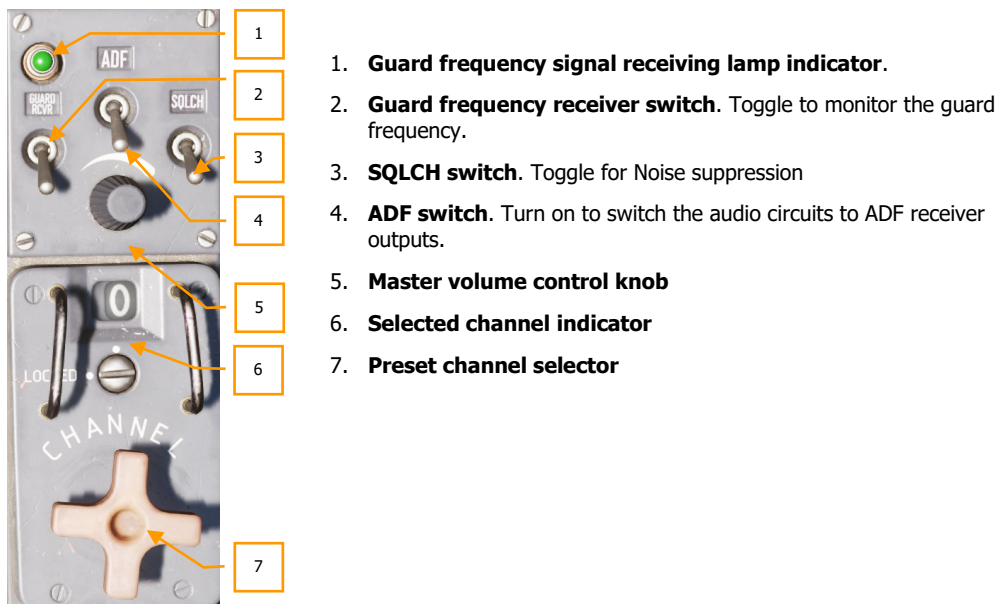 1
ADF
GUARD
RCVR
2
SQLCH
3
4
0
5
LOCKED
6
CHANNEL
7
1. Guard frequency signal receiving lamp indicator.
2. Guard frequency receiver switch. Toggle to monitor the guard
frequency.
3. SQLCH switch. Toggle for Noise suppression
4. ADF switch. Turn on to switch the audio circuits to ADF receiver
outputs.
5. Master volume control knob
6. Selected channel indicator
7. Preset channel selector